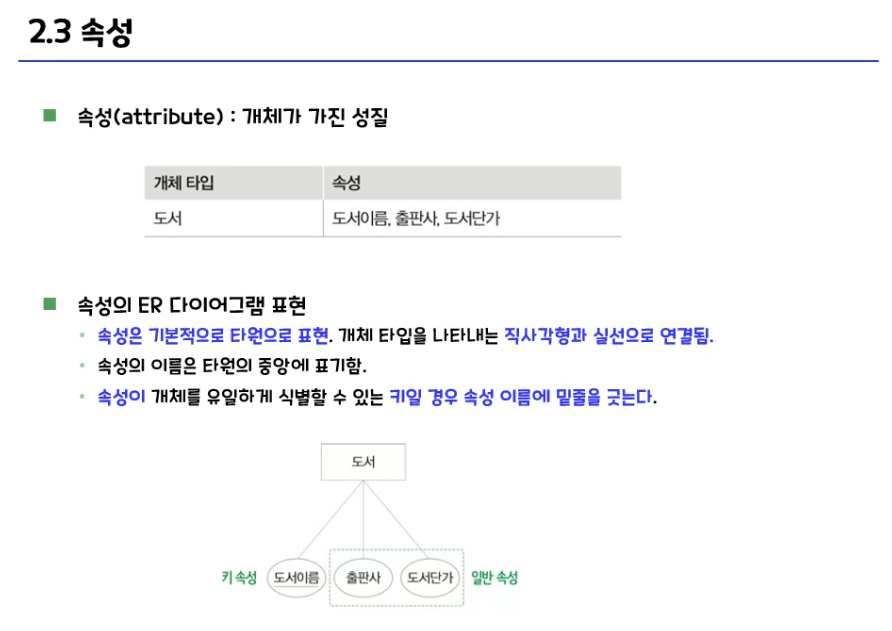 2.3 속성
속성(attribute) : 개체가 가진 성질
개체 타입 속성
도서 도서이름, 출판사, 도서단가
속성의 ER 다이어그램 표현
속성은 기본적으로 타원으로 표현. 개체 타입을 나타내는 직사각형과 실선으로 연결됨.
속성의 이름은 타원의 중앙에 표기함.
속성이 개체를 유일하게 식별할 수 있는 키일 경우 속성 이름에 밑줄을 긋는다.
도서
키 속성 도서이름 출판사 도서단가 일반 속성